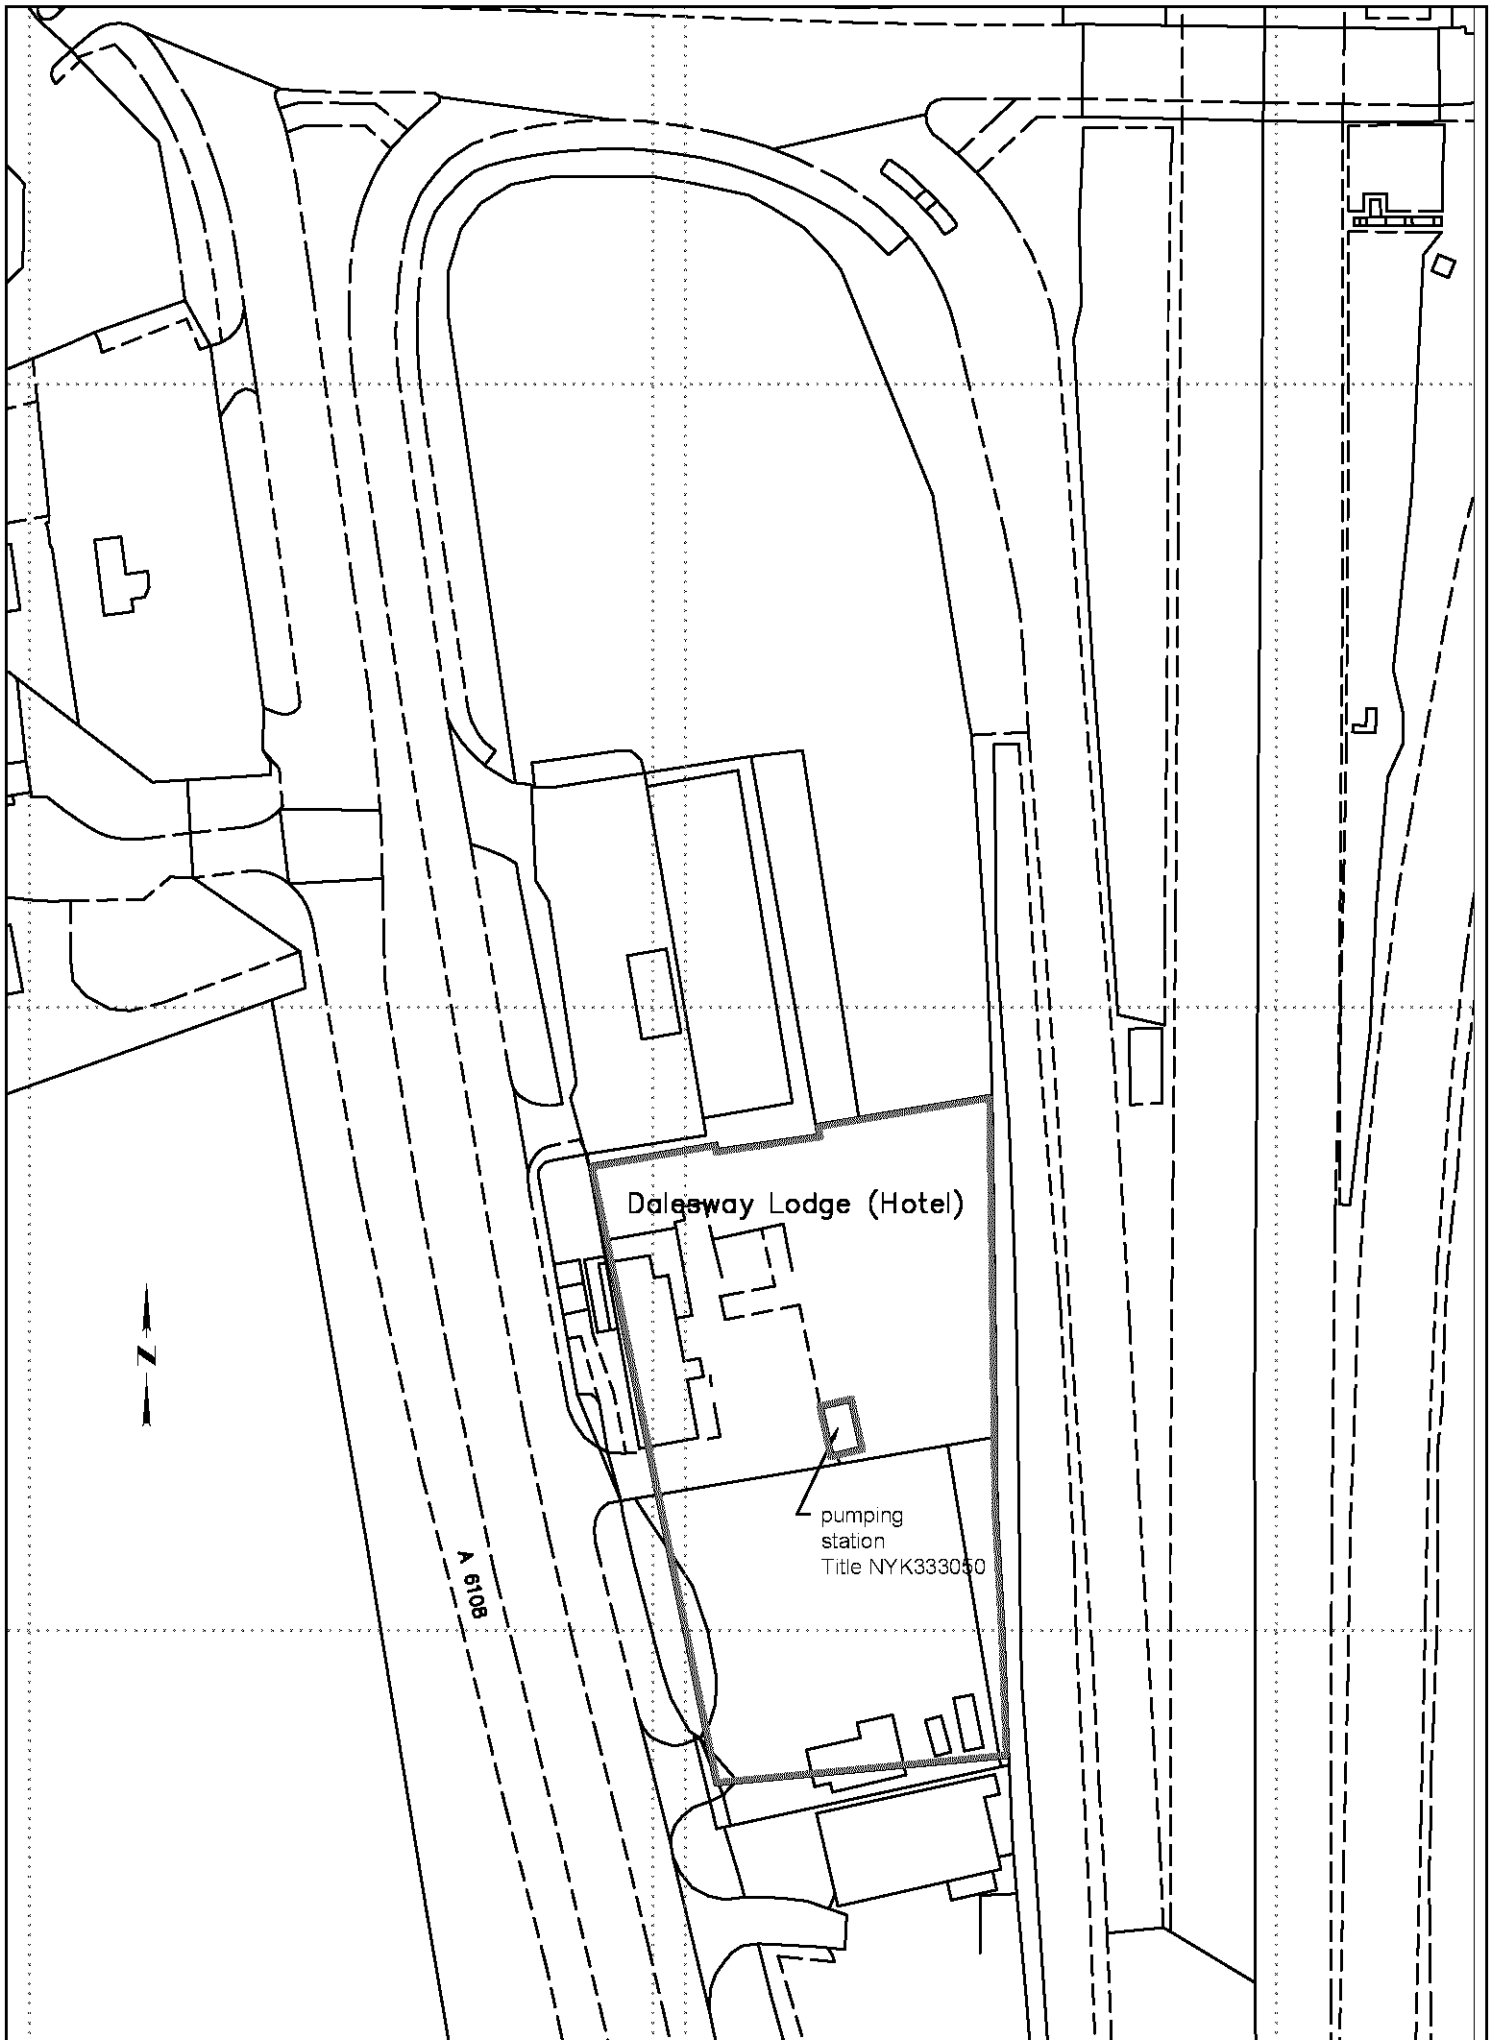 Dalesway Lodge (Hotel)
N
pumping
station
Title NYK333050
A 6108